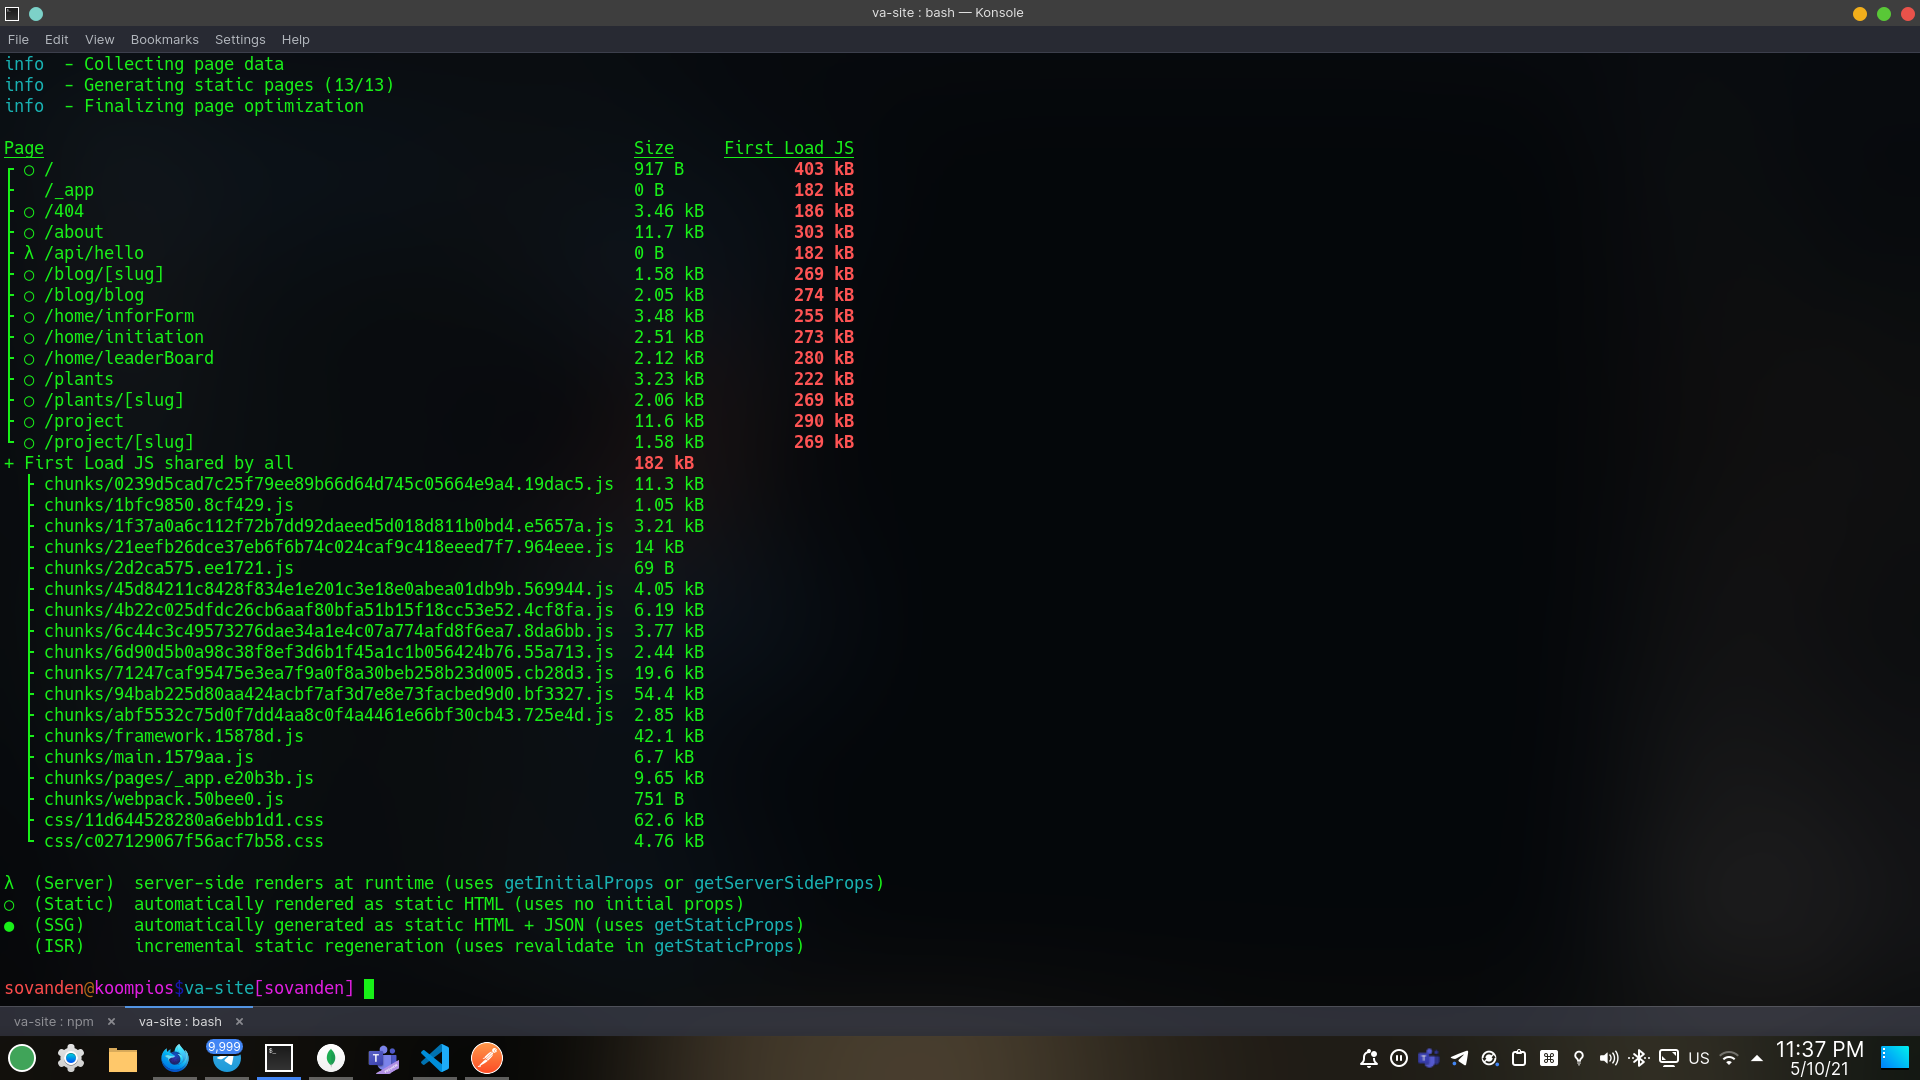 va-site : bash — Konsole
File Edit View Bookmarks Settings Help
info  - Collecting page data
info  - Generating static pages (13/13)
info  - Finalizing page optimization
Page Size First Load JS
┌ ○ / 917 B 403 kB
├   /_app 0 B 182 kB
├ ○ /404 3.46 kB 186 kB
├ ○ /about 11.7 kB 303 kB
├ λ /api/hello 0 B 182 kB
├ ○ /blog/[slug] 1.58 kB 269 kB
├ ○ /blog/blog 2.05 kB 274 kB
├ ○ /home/inforForm 3.48 kB 255 kB
├ ○ /home/initiation 2.51 kB 273 kB
├ ○ /home/leaderBoard 2.12 kB 280 kB
├ ○ /plants 3.23 kB 222 kB
├ ○ /plants/[slug] 2.06 kB 269 kB
├ ○ /project 11.6 kB 290 kB
└ ○ /project/[slug] 1.58 kB 269 kB
+ First Load JS shared by all 182 kB
├ chunks/0239d5cad7c25f79ee89b66d64d745c05664e9a4.19dac5.js 11.3 kB
├ chunks/1bfc9850.8cf429.js 1.05 kB
├ chunks/1f37a0a6c112f72b7dd92daeed5d018d811b0bd4.e5657a.js 3.21 kB
├ chunks/21eefb26dce37eb6f6b74c024caf9c418eeed7f7.964eee.js 14 kB
├ chunks/2d2ca575.ee1721.js 69 B
├ chunks/45d84211c8428f834e1e201c3e18e0abea01db9b.569944.js 4.05 kB
├ chunks/4b22c025dfdc26cb6aaf80bfa51b15f18cc53e52.4cf8fa.js 6.19 kB
├ chunks/6c44c3c49573276dae34a1e4c07a774afd8f6ea7.8da6bb.js 3.77 kB
├ chunks/6d90d5b0a98c38f8ef3d6b1f45a1c1b056424b76.55a713.js 2.44 kB
├ chunks/71247caf95475e3ea7f9a0f8a30beb258b23d005.cb28d3.js 19.6 kB
├ chunks/94bab225d80aa424acbf7af3d7e8e73facbed9d0.bf3327.js 54.4 kB
├ chunks/abf5532c75d0f7dd4aa8c0f4a4461e66bf30cb43.725e4d.js 2.85 kB
├ chunks/framework.15878d.js 42.1 kB
├ chunks/main.1579aa.js 6.7 kB
├ chunks/pages/_app.e20b3b.js 9.65 kB
├ chunks/webpack.50bee0.js 751 B
├ css/11d644528280a6ebb1d1.css 62.6 kB
└ css/c027129067f56acf7b58.css 4.76 kB
λ  (Server)  server-side renders at runtime (uses getInitialProps or getServerSideProps)
○  (Static)  automatically rendered as static HTML (uses no initial props)
●  (SSG)     automatically generated as static HTML + JSON (uses getStaticProps)
(ISR)     incremental static regeneration (uses revalidate in getStaticProps)
sovanden@koompios$va-site[sovanden]
va-site : npm × va-site : bash ×
9,999
US
11:37 PM
5/10/21